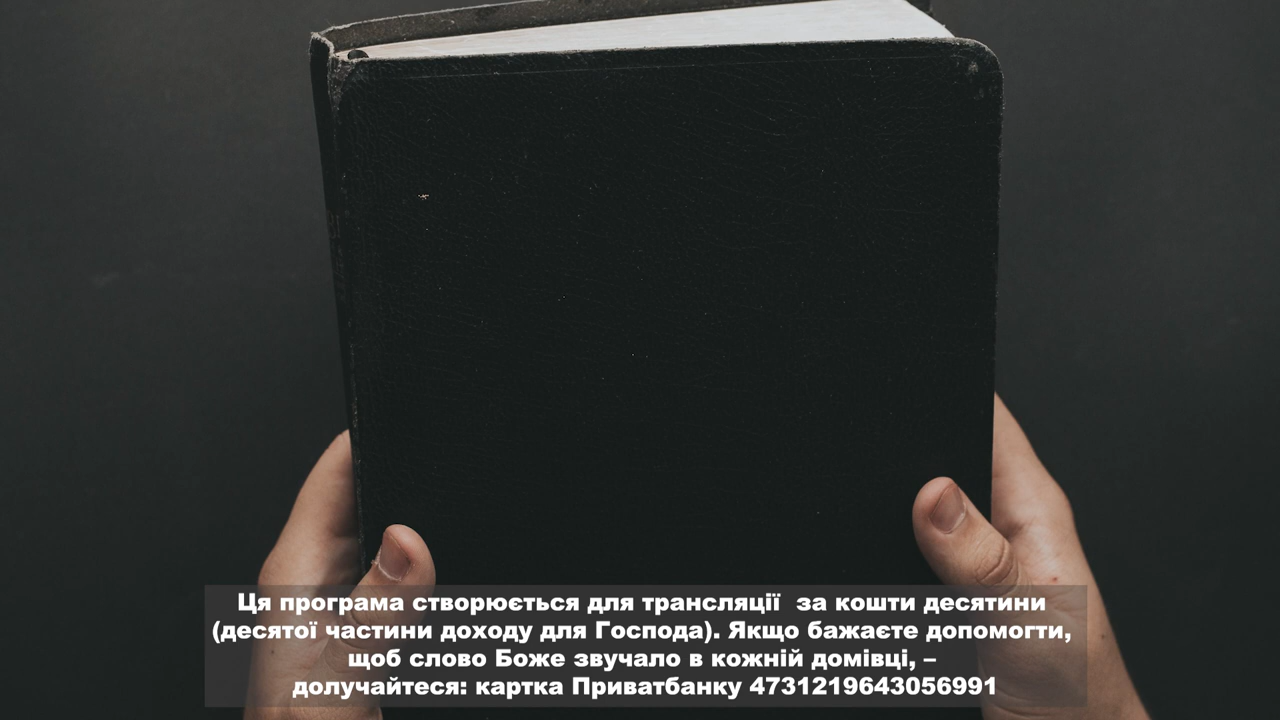 Ця програма створюється для трансляції за кошти десятини
(десятої частини доходу для Господа). Якщо бажаєте допомогти,
щоб слово Боже звучало в кожній домівці, –
долучайтеся: картка Приватбанку 4731219643056991